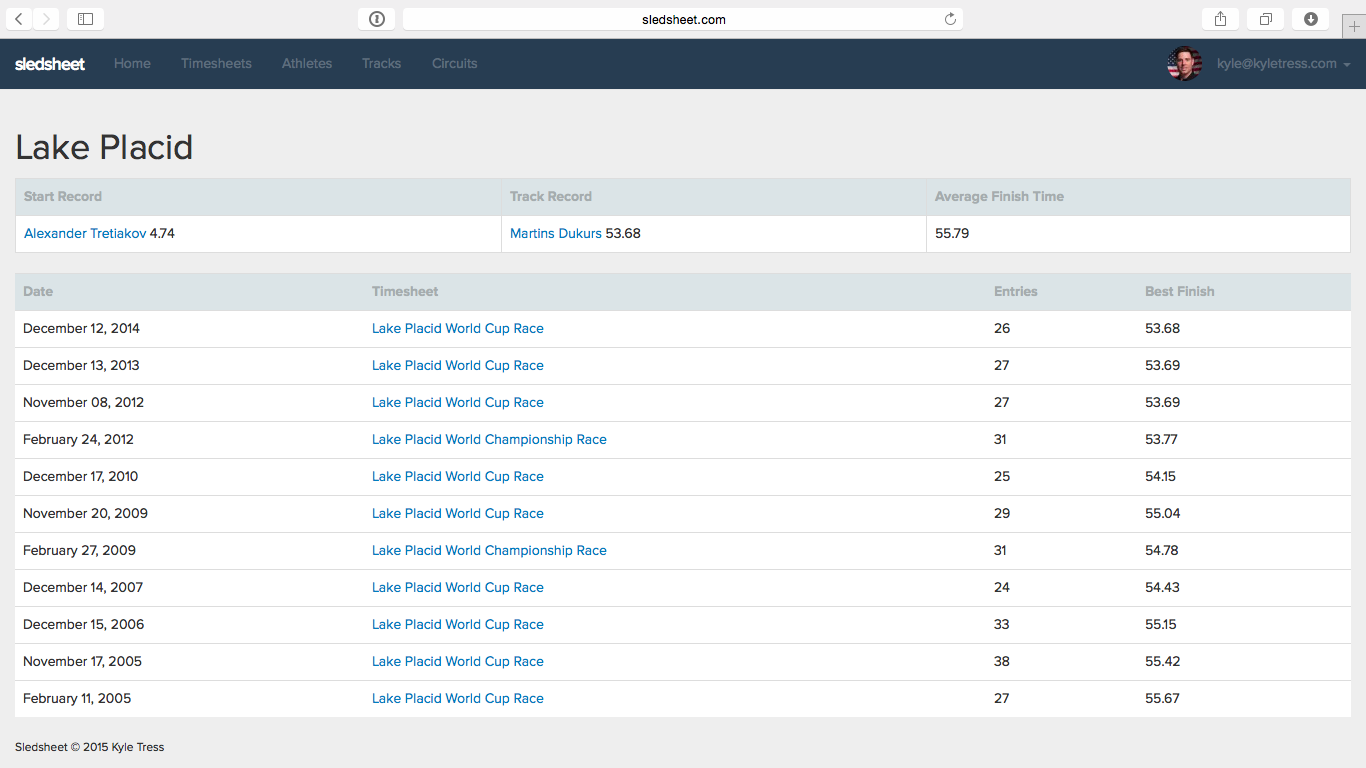 sledsheet.com
sledsheet Home Timesheets Athletes Tracks Circuits kyle@kyletress.com
Lake Placid
Start Record Track Record Average Finish Time
Alexander Tretiakov 4.74 Martins Dukurs 53.68 55.79
Date Timesheet Entries Best Finish
December 12, 2014 Lake Placid World Cup Race 26 53.68
December 13, 2013 Lake Placid World Cup Race 27 53.69
November 08, 2012 Lake Placid World Cup Race 27 53.69
February 24, 2012 Lake Placid World Championship Race 31 53.77
December 17, 2010 Lake Placid World Cup Race 25 54.15
November 20, 2009 Lake Placid World Cup Race 29 55.04
February 27, 2009 Lake Placid World Championship Race 31 54.78
December 14, 2007 Lake Placid World Cup Race 24 54.43
December 15, 2006 Lake Placid World Cup Race 33 55.15
November 17, 2005 Lake Placid World Cup Race 38 55.42
February 11, 2005 Lake Placid World Cup Race 27 55.67
Sledsheet © 2015 Kyle Tress